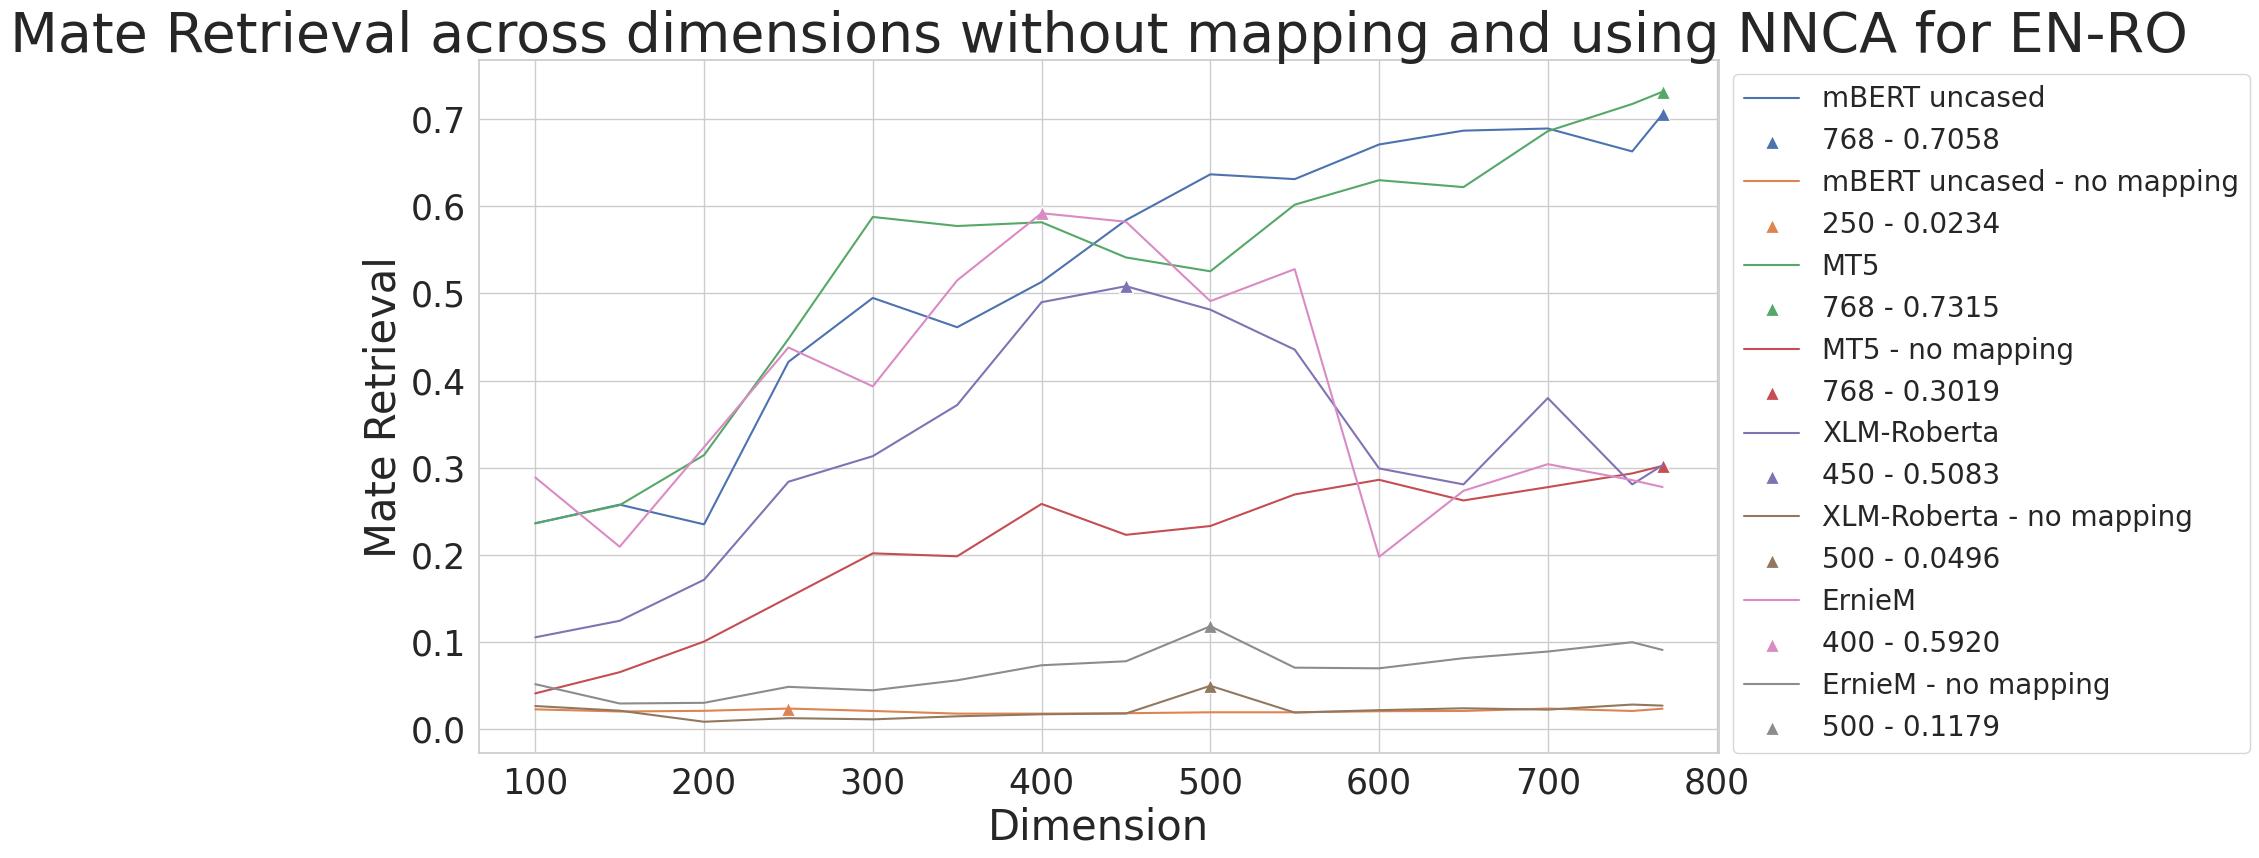 Mate Retrieval across dimensions without mapping and using NNCA for EN-RO
Mate Retrieval
0.7
0.6
0.5
0.4
0.3
0.2
0.1
0.0
100 200 300 400 500 600 700 800
Dimension
mBERT uncased
768 - 0.7058
mBERT uncased - no mapping
250 - 0.0234
MT5
768 - 0.7315
MT5 - no mapping
768 - 0.3019
XLM-Roberta
450 - 0.5083
XLM-Roberta - no mapping
500 - 0.0496
ErnieM
400 - 0.5920
ErnieM - no mapping
500 - 0.1179